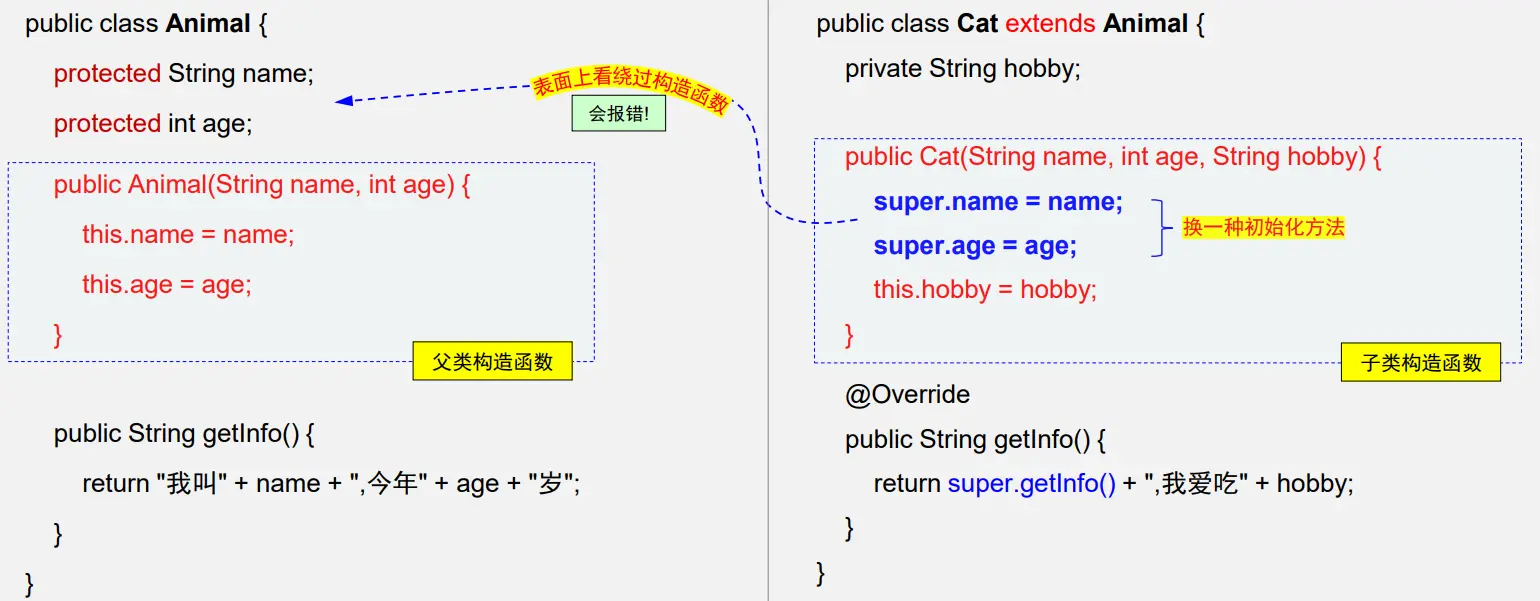 public class Animal {
protected String name;
protected int age;
public Animal(String name, int age) {
this.name = name;
this.age = age;
}
父类构造函数
public String getInfo() {
return "我叫" + name + ",今年" + age + "岁";
}
}
表面上看绕过构造函数
会报错!
public class Cat extends Animal {
private String hobby;
public Cat(String name, int age, String hobby) {
super.name = name;
super.age = age;
换一种初始化方法
this.hobby = hobby;
}
子类构造函数
@Override
public String getInfo() {
return super.getInfo() + ",我爱吃" + hobby;
}
}